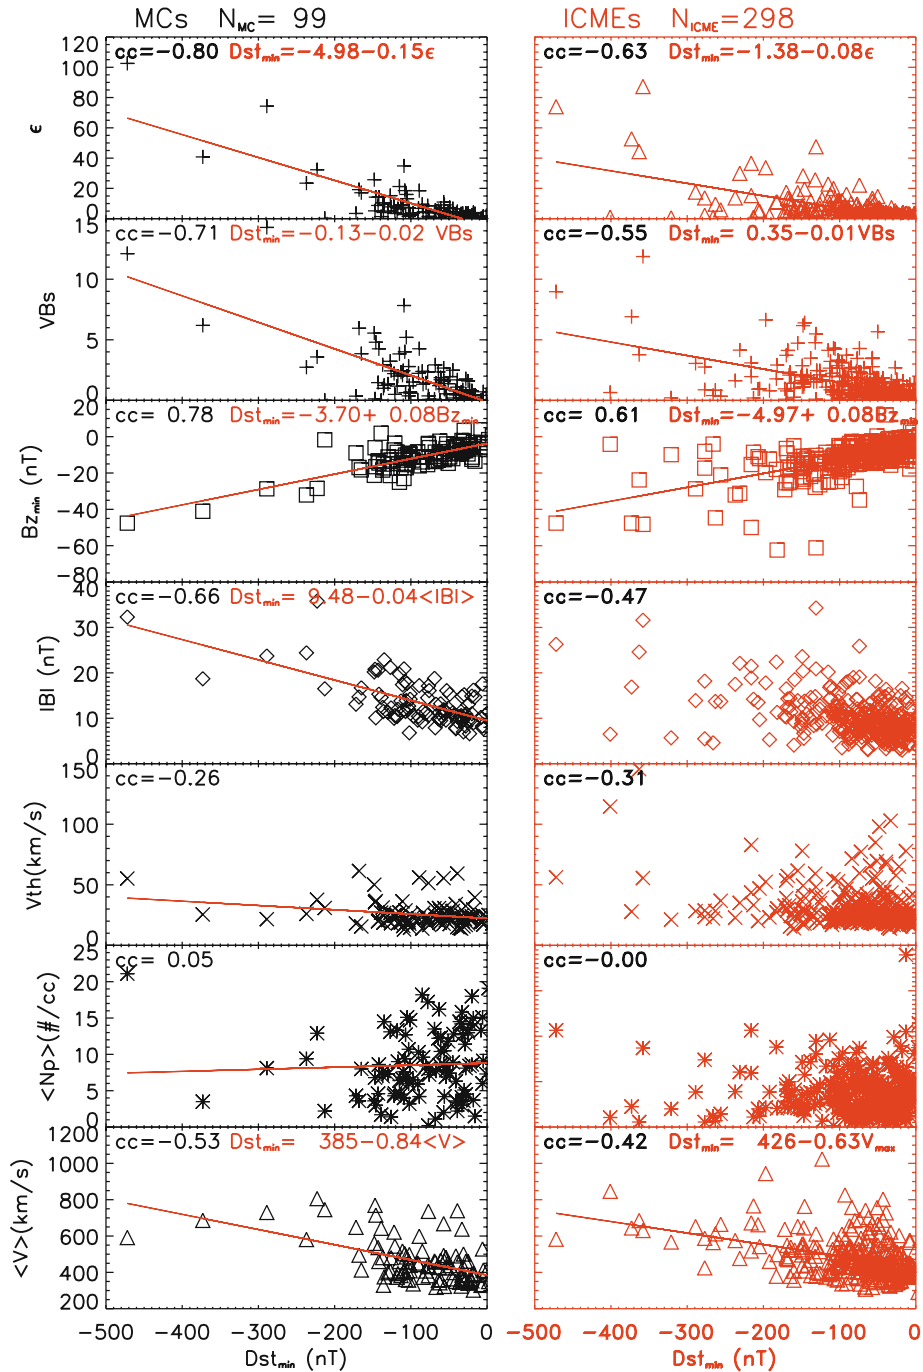 MCs N_MC= 99
ICMEs N_ICME=298
ϵ
120
100
80
60
40
20
0
cc=−0.80 Dst_min=−4.98−0.15ϵ
cc=−0.63 Dst_min=−1.38−0.08ϵ
VBs
15
10
5
0
cc=−0.71 Dst_min=−0.13−0.02 VBs
cc=−0.55 Dst_min= 0.35−0.01VBs
Bz_min (nT)
20
0
−20
−40
−60
−80
cc= 0.78 Dst_min=−3.70+ 0.08Bz_min
cc= 0.61 Dst_min=−4.97+ 0.08Bz_min
|B| (nT)
40
30
20
10
0
cc=−0.66 Dst_min= 9.48−0.04<|B|>
cc=−0.47
Vth(km/s)
150
100
50
0
cc=−0.26
cc=−0.31
<Np>(#/cc)
25
20
15
10
5
0
cc= 0.05
cc=−0.00
<V>(km/s)
1200
1000
800
600
400
200
cc=−0.53 Dst_min= 385−0.84<V>
cc=−0.42 Dst_min= 426−0.63V_max
−500 −400 −300 −200 −100 0
−500 −400 −300 −200 −100 0
Dst_min (nT)
Dst_min (nT)